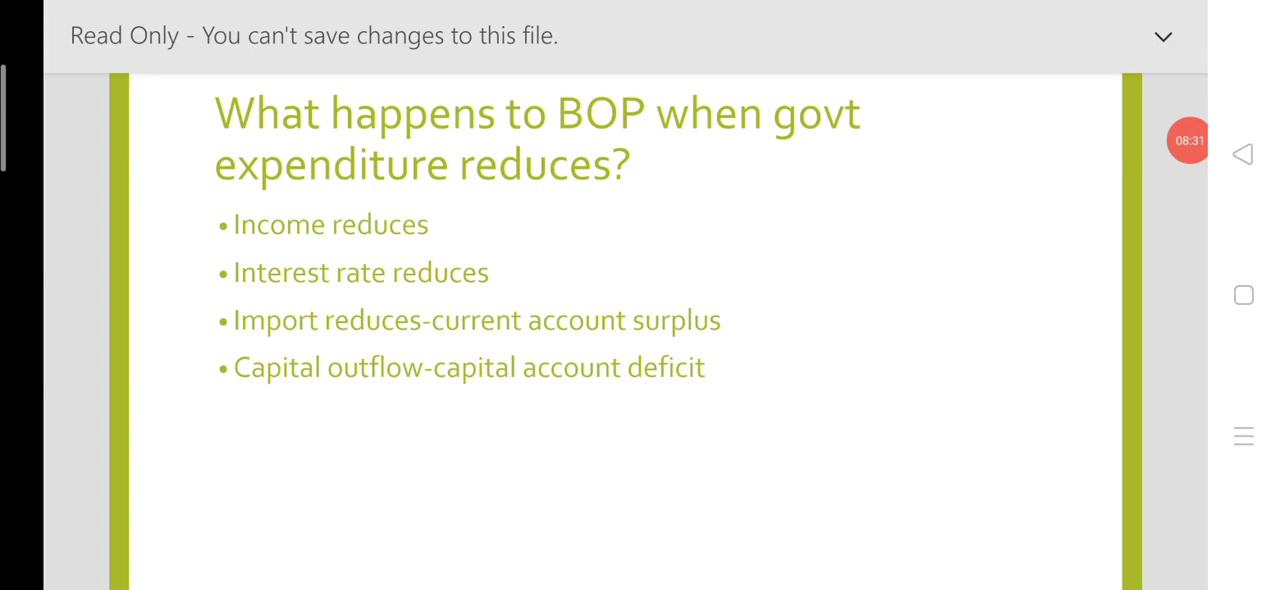 Read Only - You can't save changes to this file.
08:31
What happens to BOP when govt
expenditure reduces?
• Income reduces
• Interest rate reduces
• Import reduces-current account surplus
• Capital outflow-capital account deficit